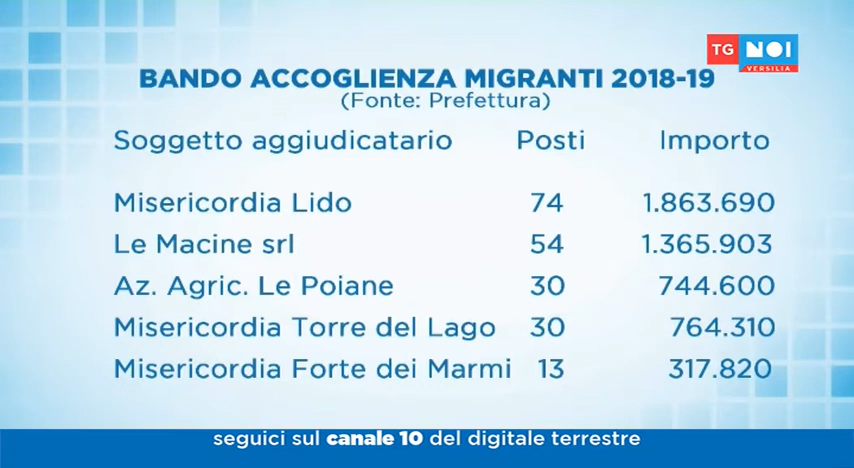 TG NOI
VERSILIA
BANDO ACCOGLIENZA MIGRANTI 2018-19
(Fonte: Prefettura)
Soggetto aggiudicatario Posti Importo
Misericordia Lido 74 1.863.690
Le Macine srl 54 1.365.903
Az. Agric. Le Poiane 30 744.600
Misericordia Torre del Lago 30 764.310
Misericordia Forte dei Marmi 13 317.820
seguici sul canale 10 del digitale terrestre